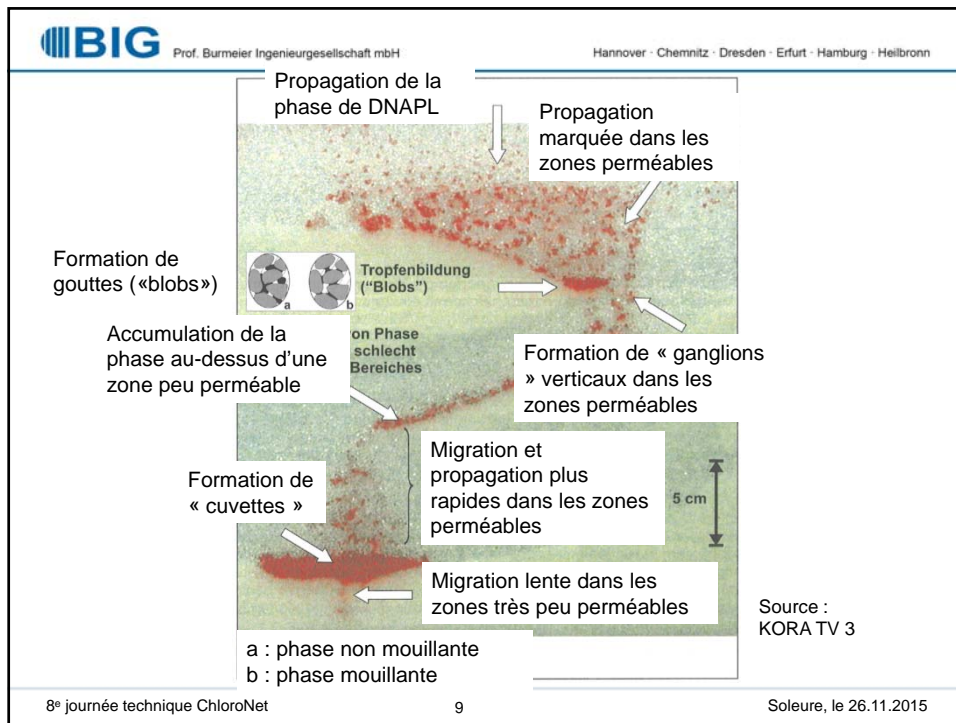 BIG Prof. Burmeier Ingenieurgesellschaft mbH
Hannover · Chemnitz · Dresden · Erfurt · Hamburg · Heilbronn
Propagation de la
phase de DNAPL
Propagation
marquée dans les
zones perméables
Formation de
gouttes («blobs»)
a
b
Tropfenbildung
("Blobs")
Accumulation de la
phase au-dessus d'une
zone peu perméable
on Phase
schlecht
Bereiches
Formation de « ganglions
» verticaux dans les
zones perméables
Migration et
propagation plus
rapides dans les zones
perméables
Formation de
« cuvettes »
5 cm
Migration lente dans les
zones très peu perméables
Source :
KORA TV 3
a : phase non mouillante
b : phase mouillante
8e journée technique ChloroNet
9
Soleure, le 26.11.2015